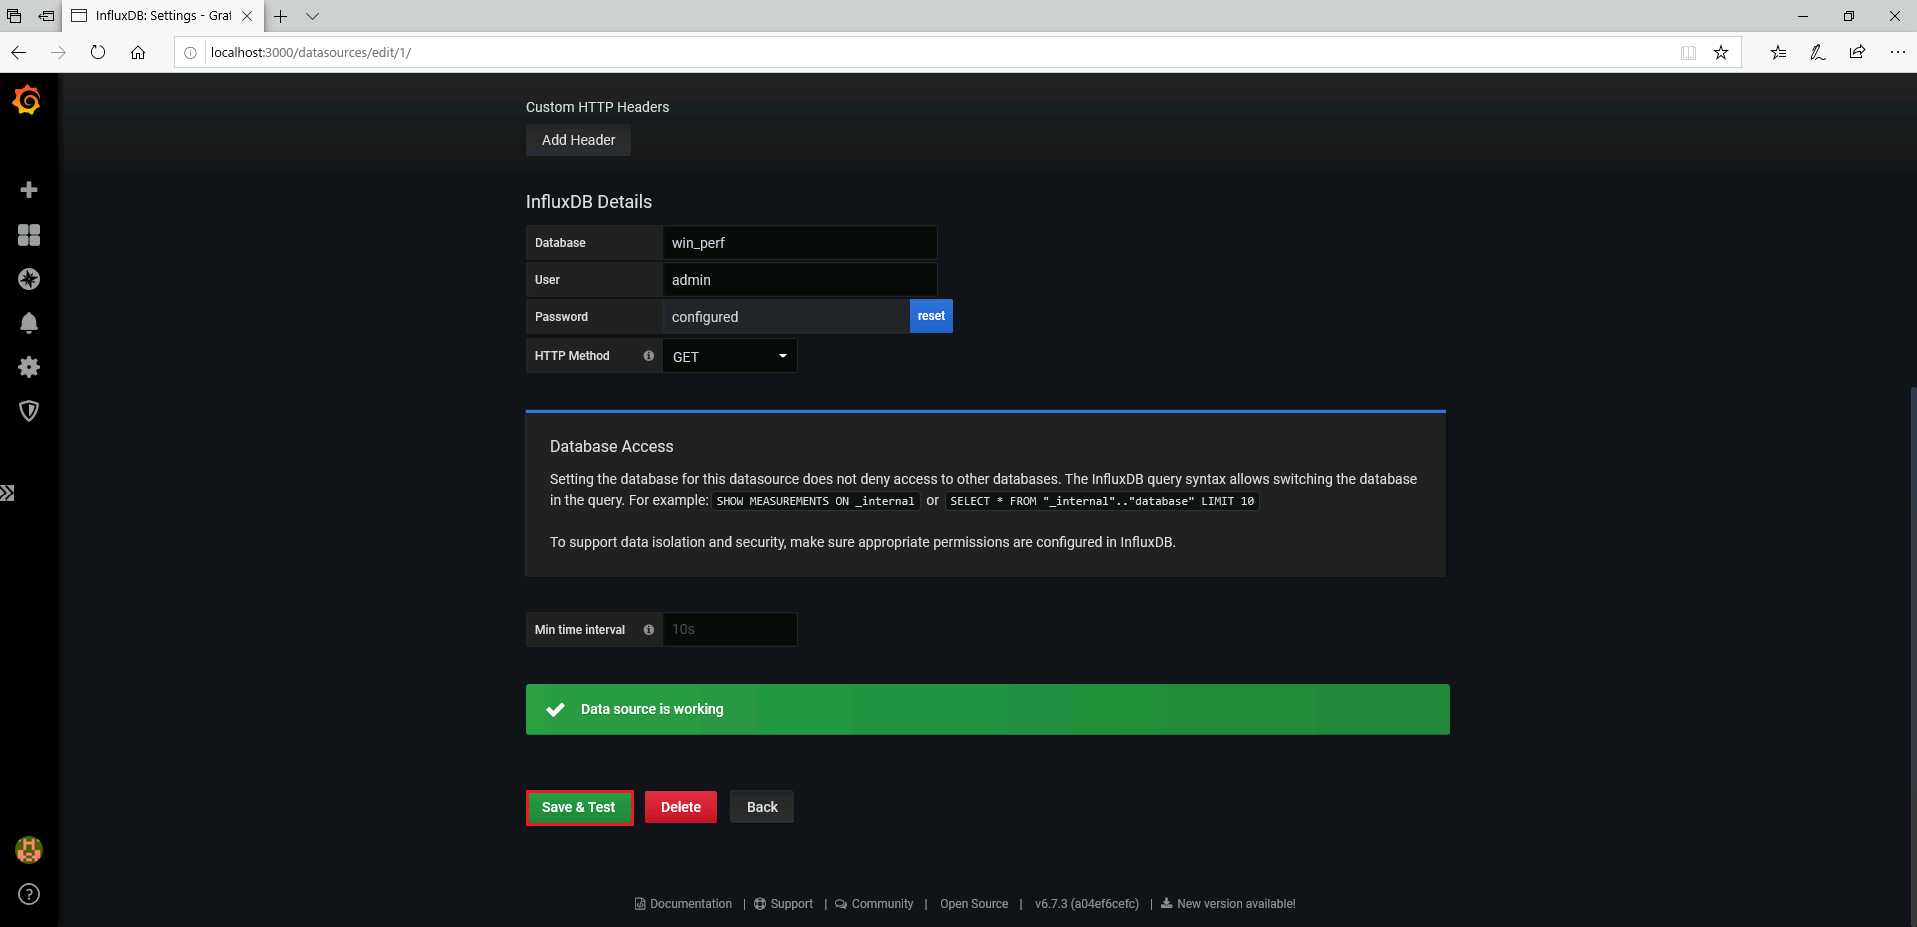 InfluxDB: Settings - Graf
localhost:3000/datasources/edit/1/
Custom HTTP Headers
Add Header
InfluxDB Details
Database win_perf
User admin
Password configured reset
HTTP Method GET
Database Access
Setting the database for this datasource does not deny access to other databases. The InfluxDB query syntax allows switching the database
in the query. For example: SHOW MEASUREMENTS ON _internal or SELECT * FROM "_internal".."database" LIMIT 10
To support data isolation and security, make sure appropriate permissions are configured in InfluxDB.
Min time interval 10s
Data source is working
Save & Test Delete Back
Documentation | Support | Community | Open Source | v6.7.3 (a04ef6cefc) | New version available!